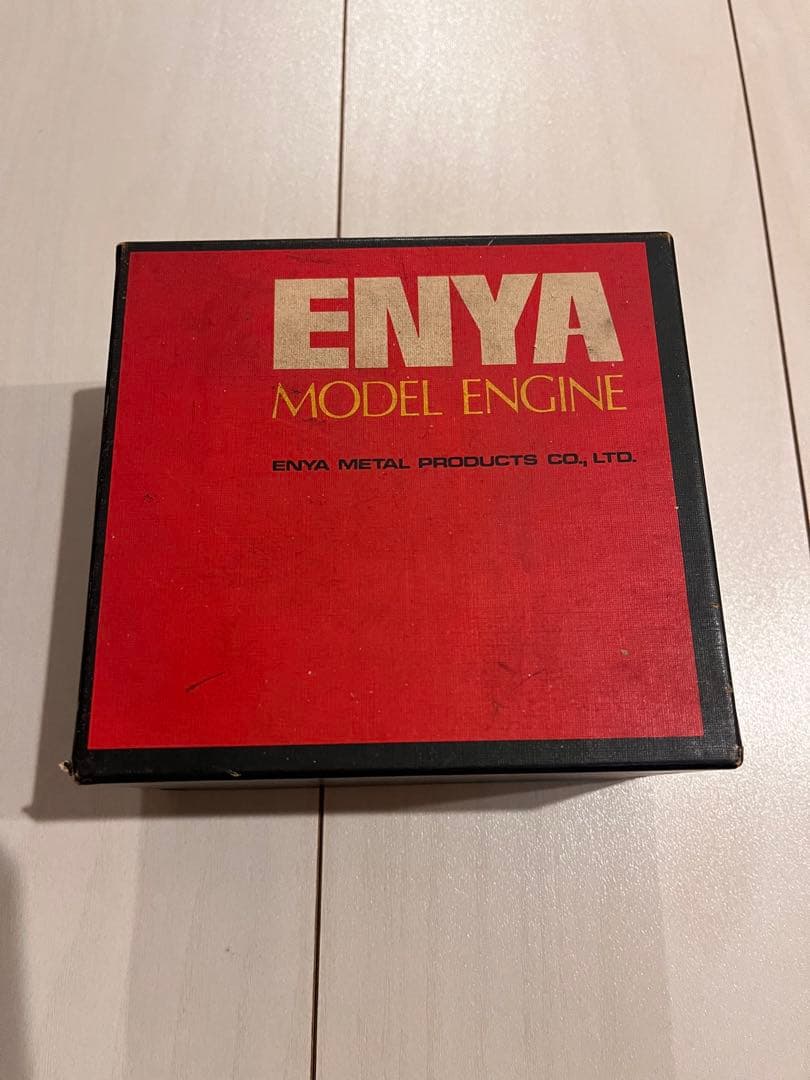 ENYA
MODEL ENGINE
ENYA METAL PRODUCTS CO., LTD.